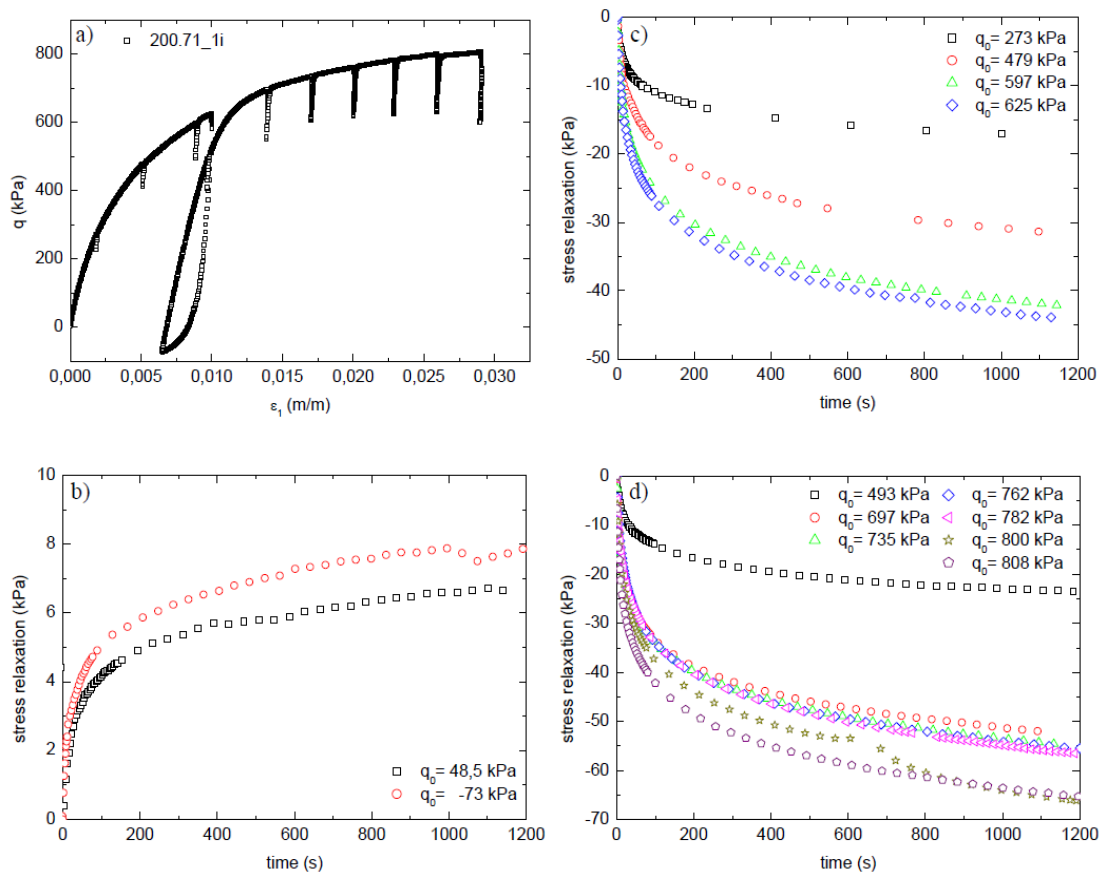 a)
200.71_1i
800
600
400
200
0
q (kPa)
0,000 0,005 0,010 0,015 0,020 0,025 0,030
ε1 (m/m)
c)
q0= 273 kPa
q0= 479 kPa
q0= 597 kPa
q0= 625 kPa
0
-10
-20
-30
-40
-50
stress relaxation (kPa)
0 200 400 600 800 1000 1200
time (s)
b)
10
8
6
4
2
0
stress relaxation (kPa)
q0= 48,5 kPa
q0= -73 kPa
0 200 400 600 800 1000 1200
time (s)
d)
q0= 493 kPa q0= 762 kPa
q0= 697 kPa q0= 782 kPa
q0= 735 kPa q0= 800 kPa
q0= 808 kPa
0
-10
-20
-30
-40
-50
-60
-70
stress relaxation (kPa)
0 200 400 600 800 1000 1200
time (s)